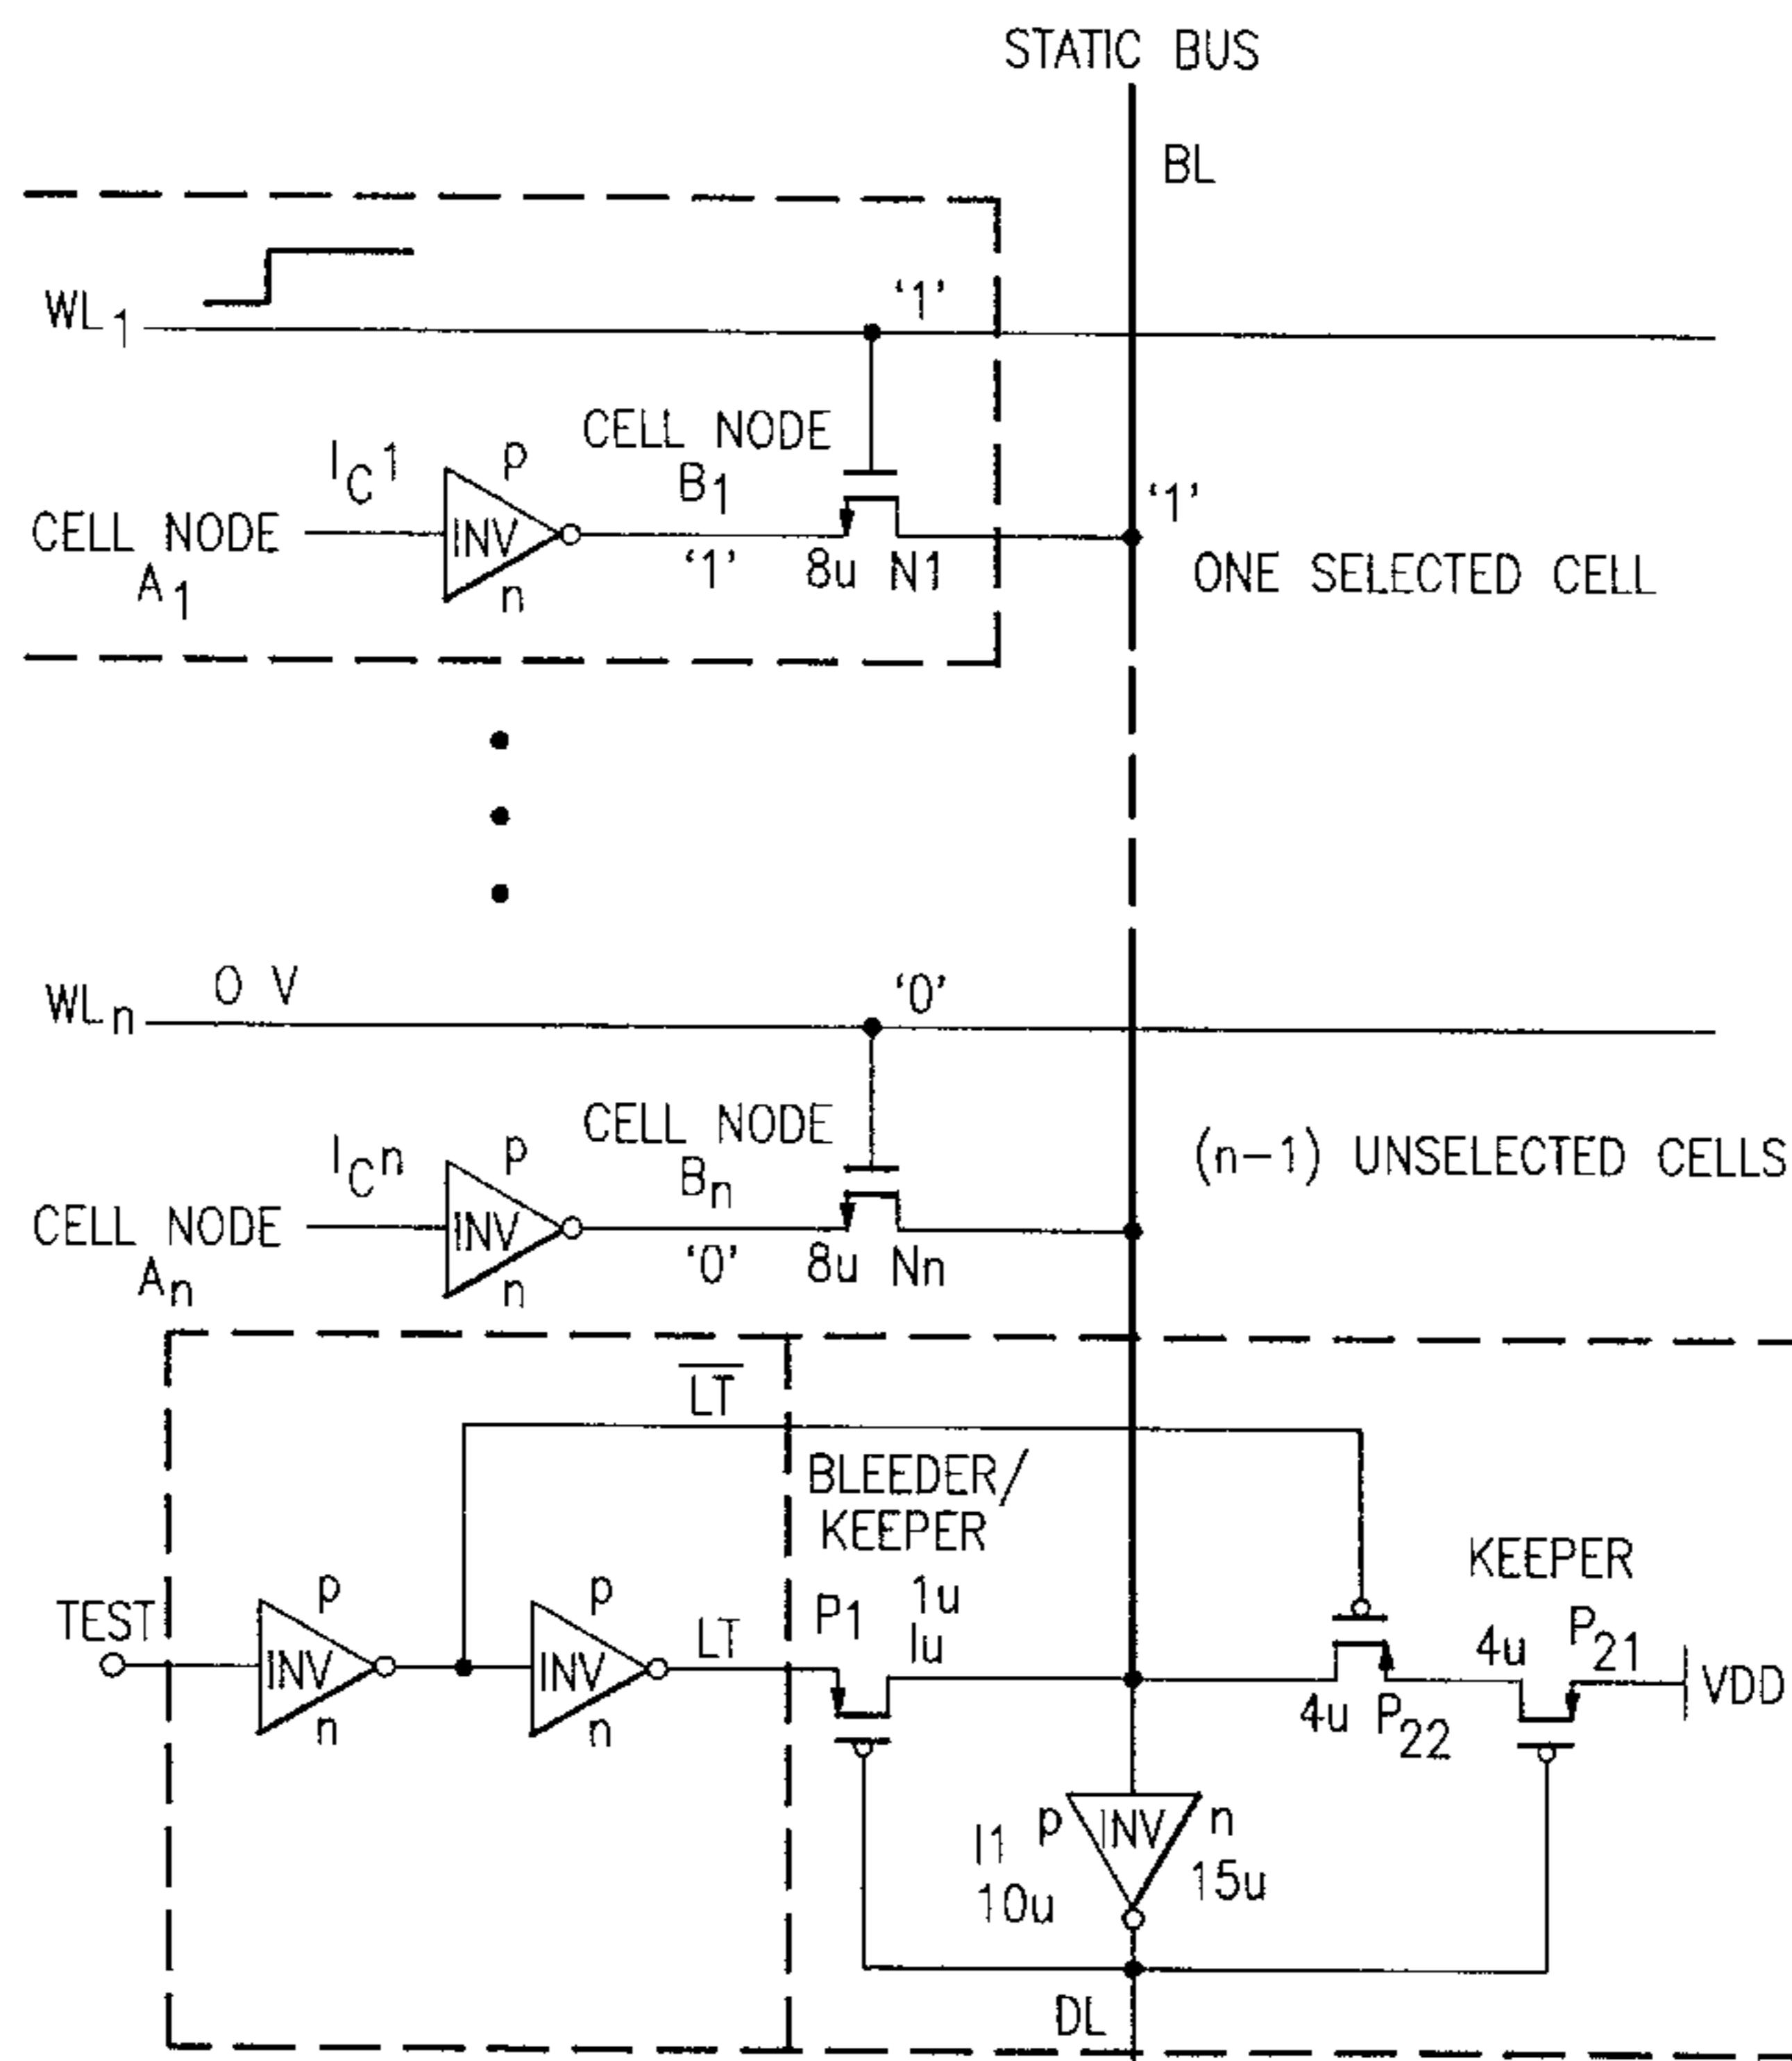 STATIC BUS
BL
WL1
'1'
CELL NODE
B1
IC1
p
INV
n
CELL NODE
A1
'1'
8u N1
'1'
ONE SELECTED CELL
WLn
0 V
'0'
CELL NODE
Bn
ICn
p
INV
n
CELL NODE
An
'0'
8u Nn
(n-1) UNSELECTED CELLS
L̅T̅
BLEEDER/
KEEPER
1u
1u
P1
KEEPER
TEST
p
INV
n
p
INV
n
LT
4u P22
4u P21
VDD
I1
10u
p
INV
n
15u
DL